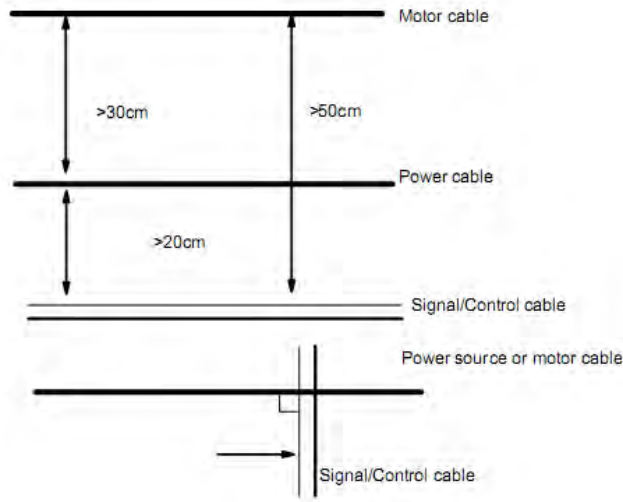 Motor cable
>30cm
>50cm
Power cable
>20cm
Signal/Control cable
Power source or motor cable
Signal/Control cable